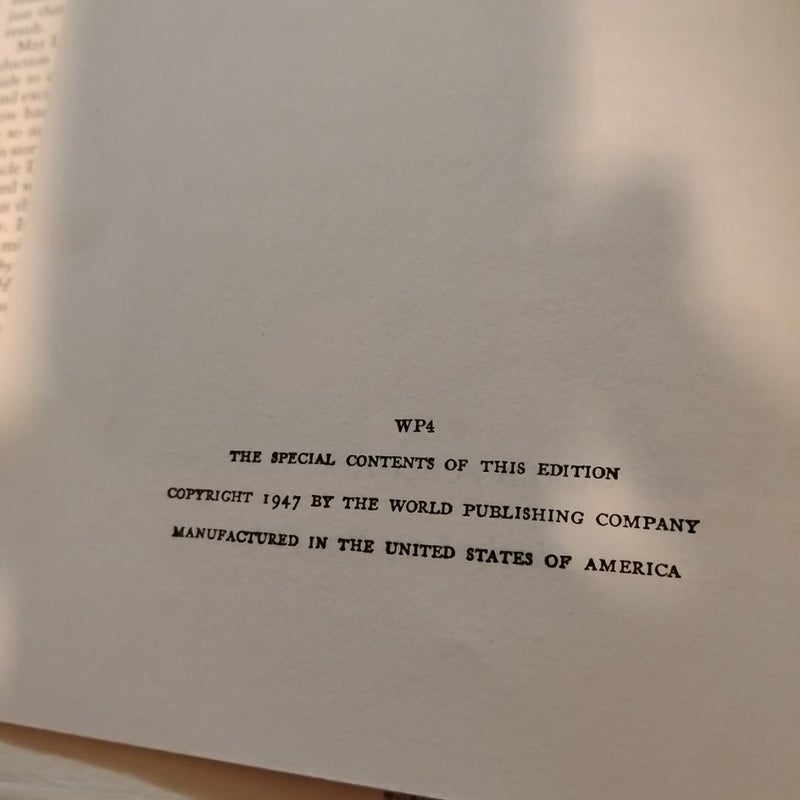 WP4
THE SPECIAL CONTENTS OF THIS EDITION
COPYRIGHT 1947 BY THE WORLD PUBLISHING COMPANY
MANUFACTURED IN THE UNITED STATES OF AMERICA